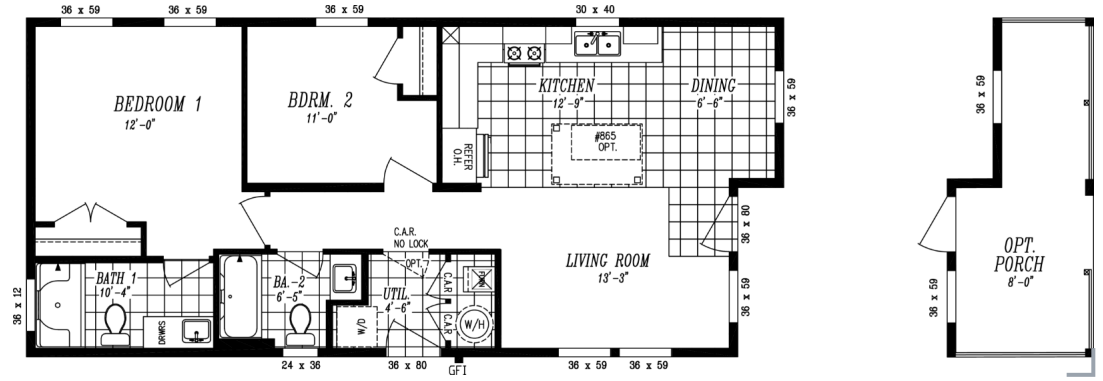 36 x 59
36 x 59
30 x 40
BEDROOM 1
12'-0"
BDRM. 2
11'-0"
KITCHEN
12'-9"
DINING
6'-6"
36 x 59
#865
OPT.
REFER
O.H.
36 x 80
C.A.R.
NO LOCK
OPT.
LIVING ROOM
13'-3"
BATH 1
10'-4"
BA.-2
6'-5"
UTIL.
4'-6"
C.A.R.
C.A.R.
FURN
W/H
W/D
DRWRS
36 x 12
36 x 59
24 x 36
36 x 80
GFI
36 x 59
36 x 59
36 x 59
OPT.
PORCH
8'-0"
36 x 59